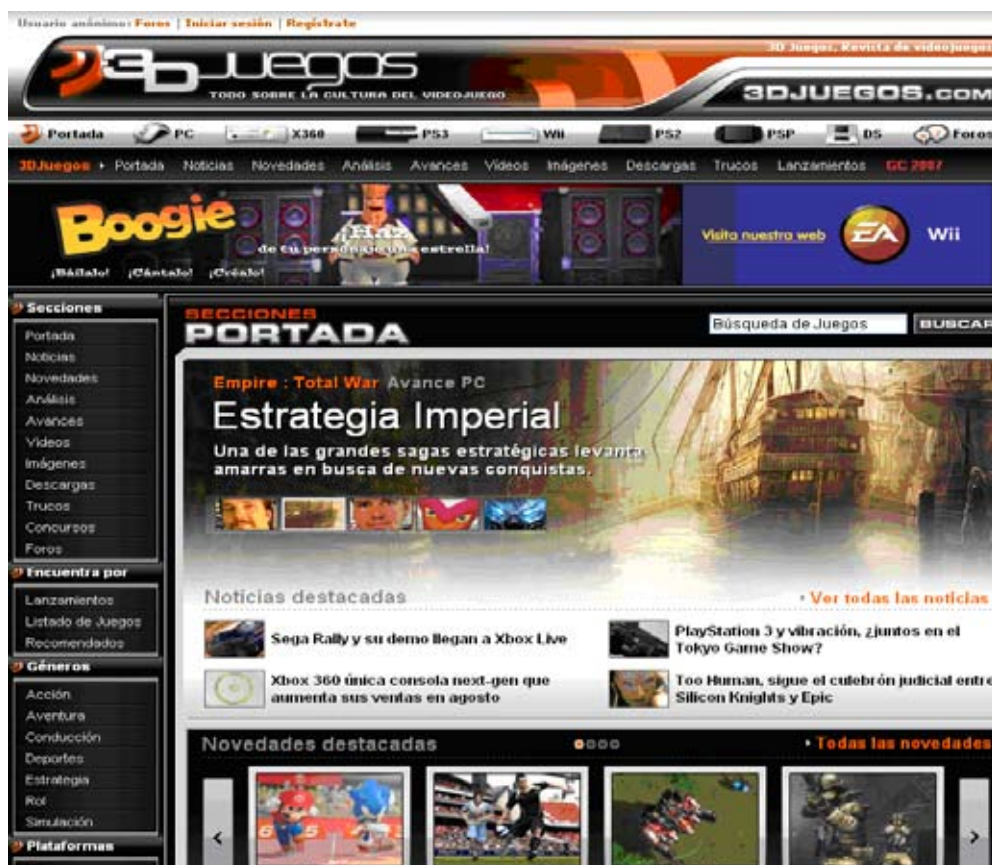 Usuario anónimo: Foros | Iniciar sesión | Regístrate
3D Juegos, Revista de videojuegos
3DJuegos
TODO SOBRE LA CULTURA DEL VIDEOJUEGO
3DJUEGOS.COM
Portada PC X360 PS3 Wii PS2 PSP DS Foros
3DJuegos Portada Noticias Novedades Análisis Avances Vídeos Imágenes Descargas Trucos Lanzamientos GC 2007
Boogie
Haz
de tu personaje una estrella!
¡Báilalo! ¡Cántalo! ¡Créalo!
Visita nuestra web
EA
Wii
Secciones
Portada
Noticias
Novedades
Análisis
Avances
Vídeos
Imágenes
Descargas
Trucos
Concursos
Foros
Encuentra por
Lanzamientos
Listado de Juegos
Recomendados
Géneros
Acción
Aventura
Conducción
Deportes
Estrategia
Rol
Simulación
Plataformas
SECCIONES
PORTADA
Búsqueda de Juegos
BUSCAR
Empire : Total War Avance PC
Estrategia Imperial
Una de las grandes sagas estratégicas levanta
amarras en busca de nuevas conquistas.
Noticias destacadas
Ver todas las noticias
Sega Rally y su demo llegan a Xbox Live
PlayStation 3 y vibración, ¿juntos en el
Tokyo Game Show?
Xbox 360 única consola next-gen que
aumenta sus ventas en agosto
Too Human, sigue el culebrón judicial entre
Silicon Knights y Epic
Novedades destacadas
Todas las novedades